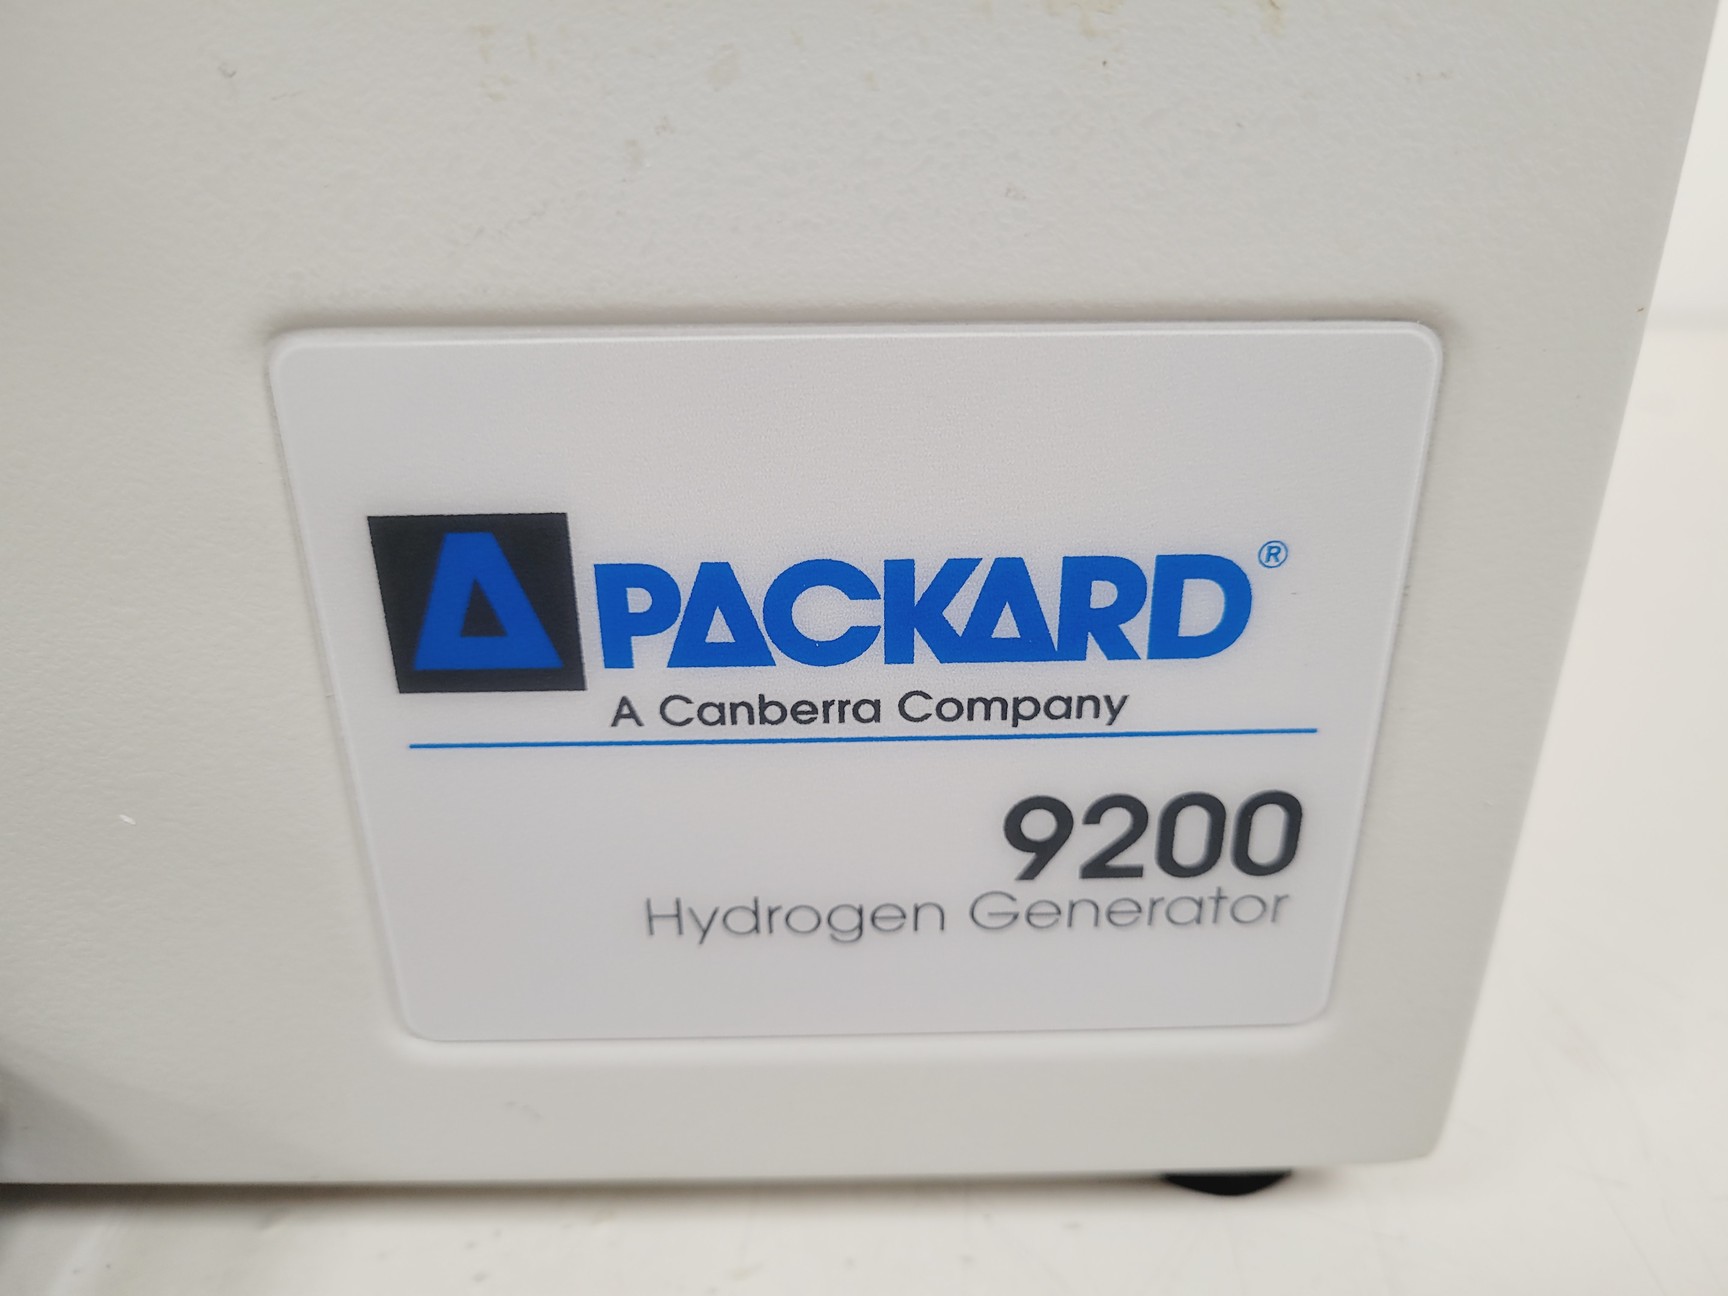 PACKARD®
A Canberra Company
9200
Hydrogen Generator